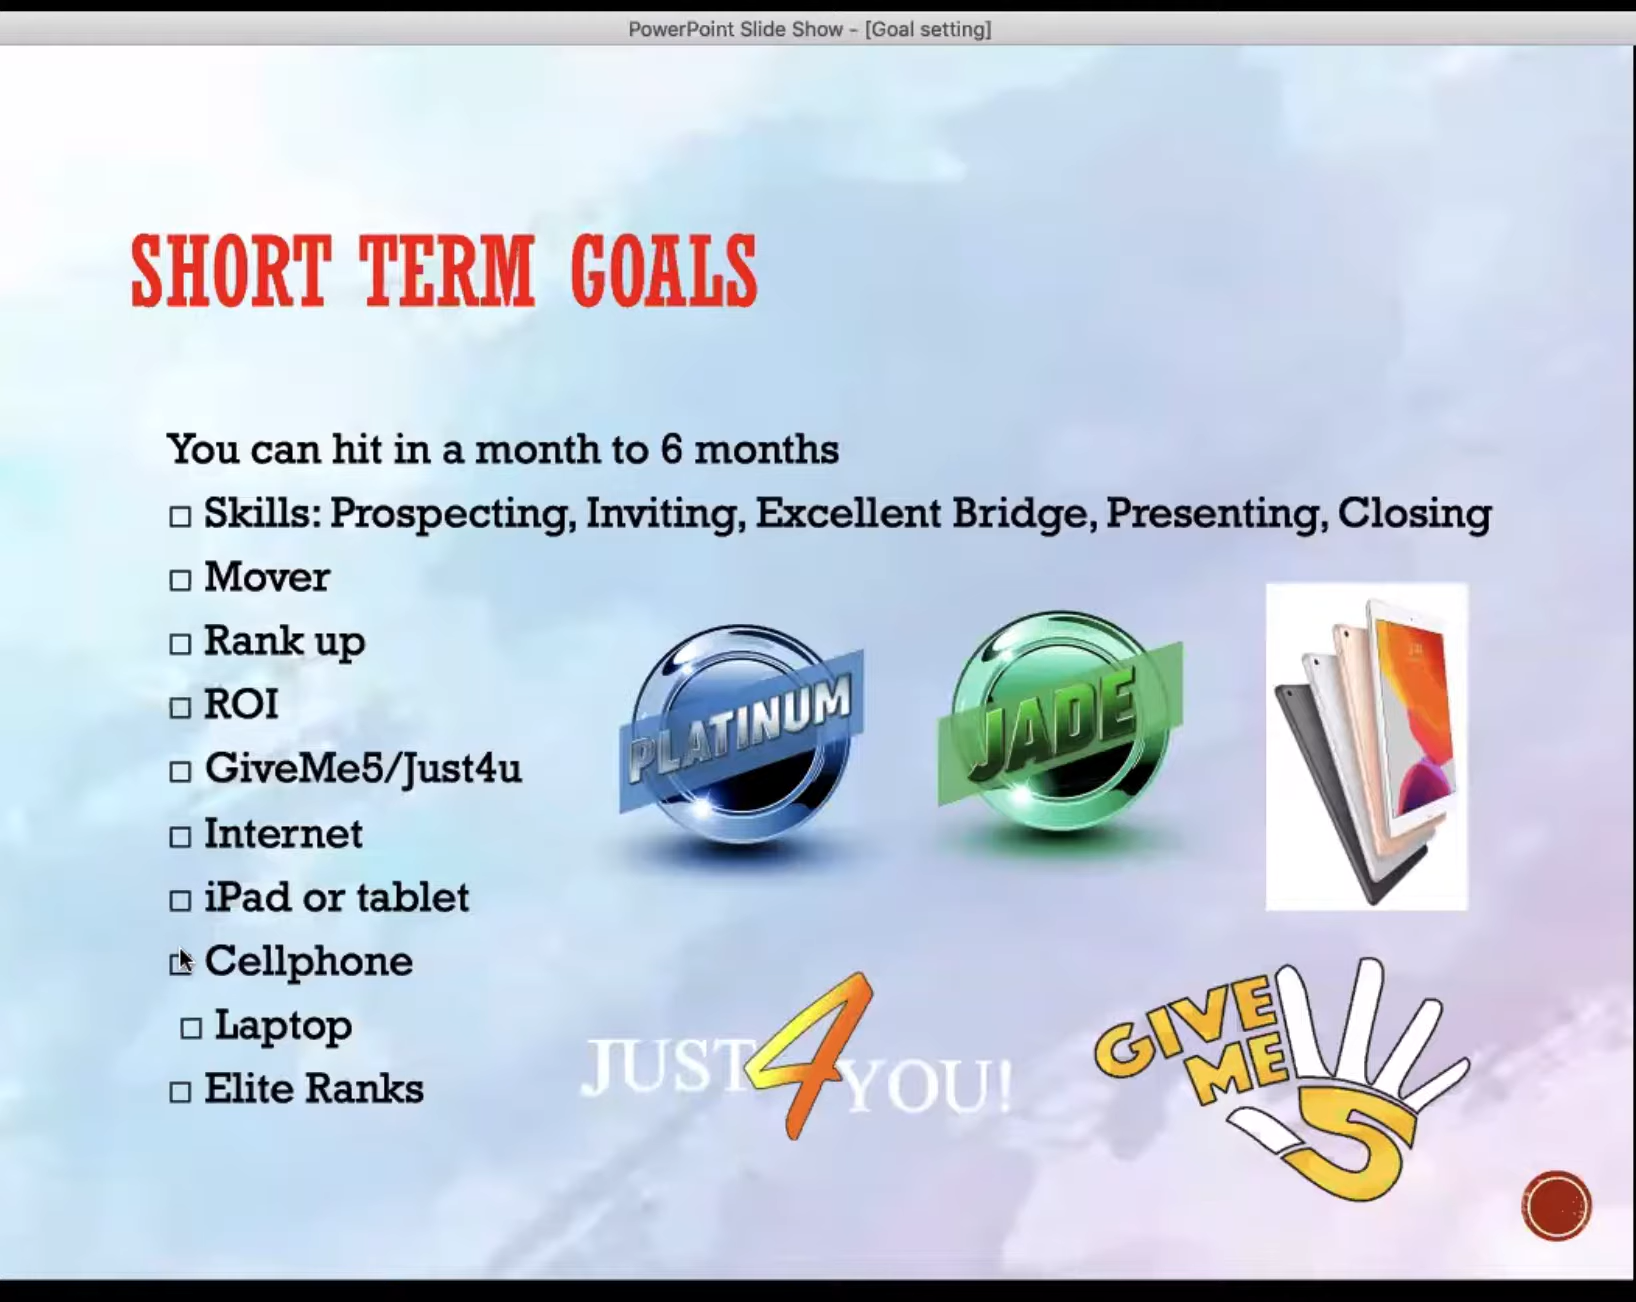 PowerPoint Slide Show - [Goal setting]
SHORT TERM GOALS
You can hit in a month to 6 months
Skills: Prospecting, Inviting, Excellent Bridge, Presenting, Closing
Mover
Rank up
ROI
GiveMe5/Just4u
Internet
iPad or tablet
Cellphone
Laptop
Elite Ranks
PLATINUM
JADE
JUST 4 YOU!
GIVE
ME
5